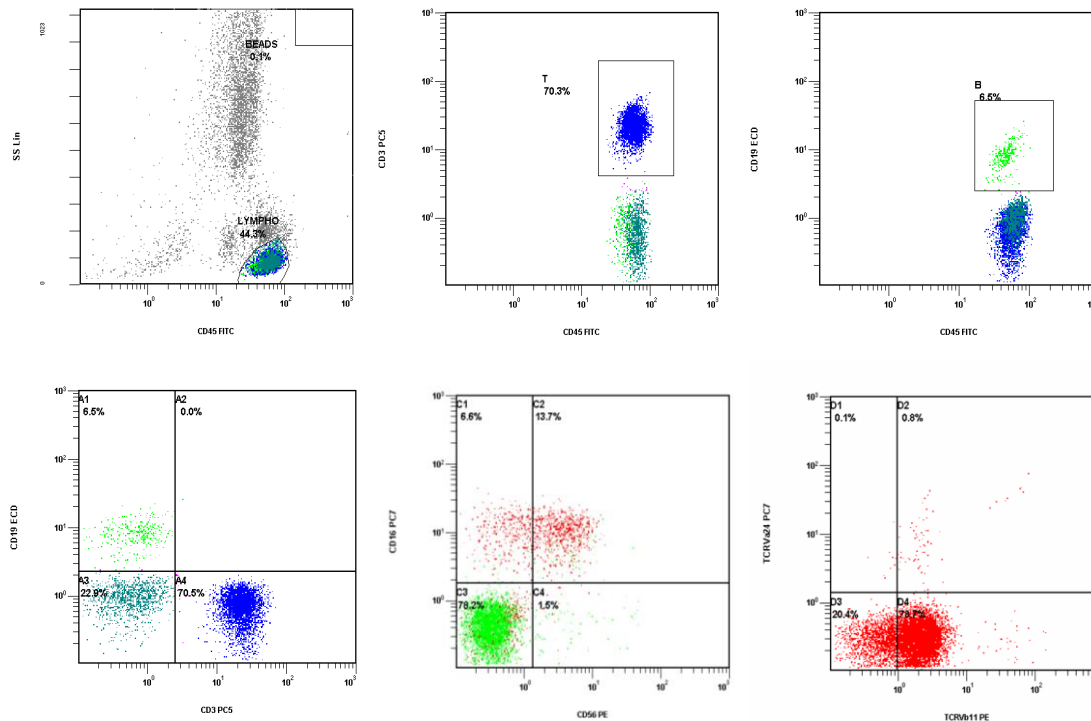 1023
BEADS
0.1%
LYMPHO
44.3%
0
SS Lin
10⁰ 10¹ 10² 10³
CD45 FITC
10³
10²
10¹
10⁰
T
70.3%
CD3 PC5
10⁰ 10¹ 10² 10³
CD45 FITC
10³
10²
10¹
10⁰
B
6.5%
CD19 ECD
10⁰ 10¹ 10²
CD45 FITC
10³
10²
10¹
10⁰
A1
6.5%
A2
0.0%
A3
22.9%
A4
70.5%
CD19 ECD
10⁰ 10¹ 10² 10³
CD3 PC5
10³
10²
10¹
10⁰
C1
6.6%
C2
13.7%
C3
78.2%
C4
1.5%
CD16 PC7
10⁰ 10¹ 10² 10³
CD56 PE
10³
10²
10¹
10⁰
D1
0.1%
D2
0.8%
D3
20.4%
D4
TCRVa24 PC7
10⁰ 10¹ 10² 10³
TCRVb11 PE